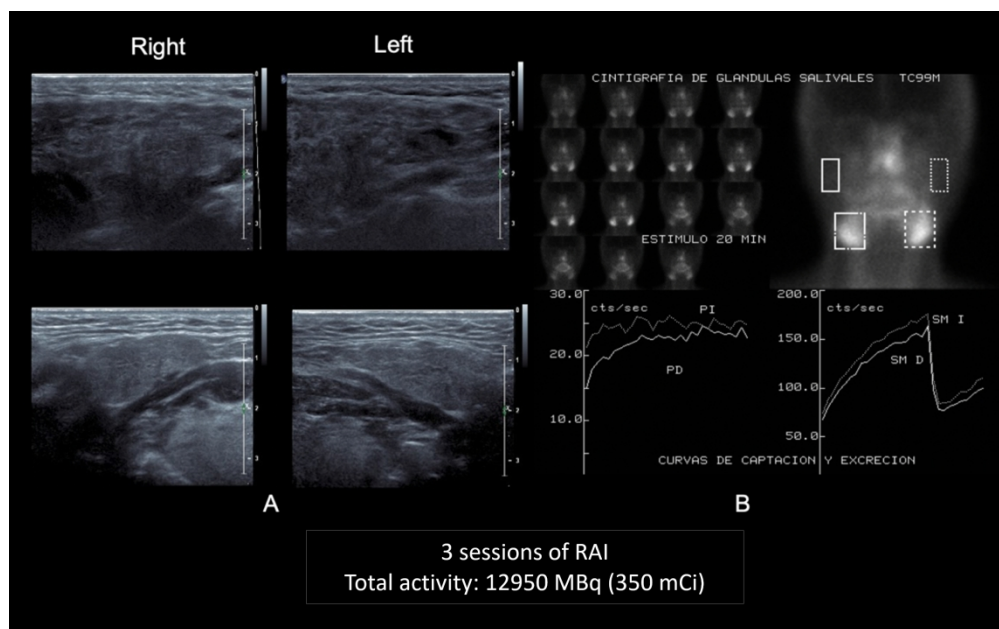 Right
Left
CINTIGRAFIA DE GLANDULAS SALIVALES TC99M
ESTIMULO 20 MIN
30.0
cts/sec
PI
20.0
PD
10.0
200.0
cts/sec
SM I
150.0
SM D
100.0
50.0
CURVAS DE CAPTACION Y EXCRECION
A
B
3 sessions of RAI
Total activity: 12950 MBq (350 mCi)